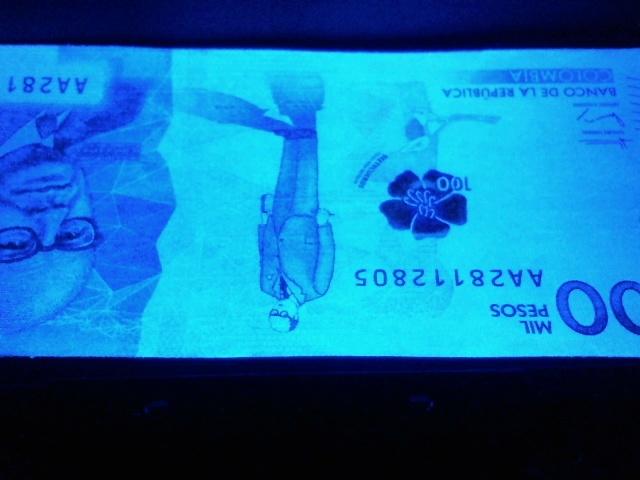 COLOMBIA
BANCO DE LA REPÚBLICA
AA281
100
AA28112805
00
MIL
PESOS